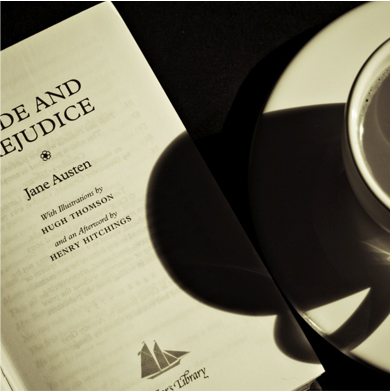 DE AND
EJUDICE
Jane Austen
With Illustrations by
HUGH THOMSON
and an Afterword by
HENRY HITCHINGS
Library